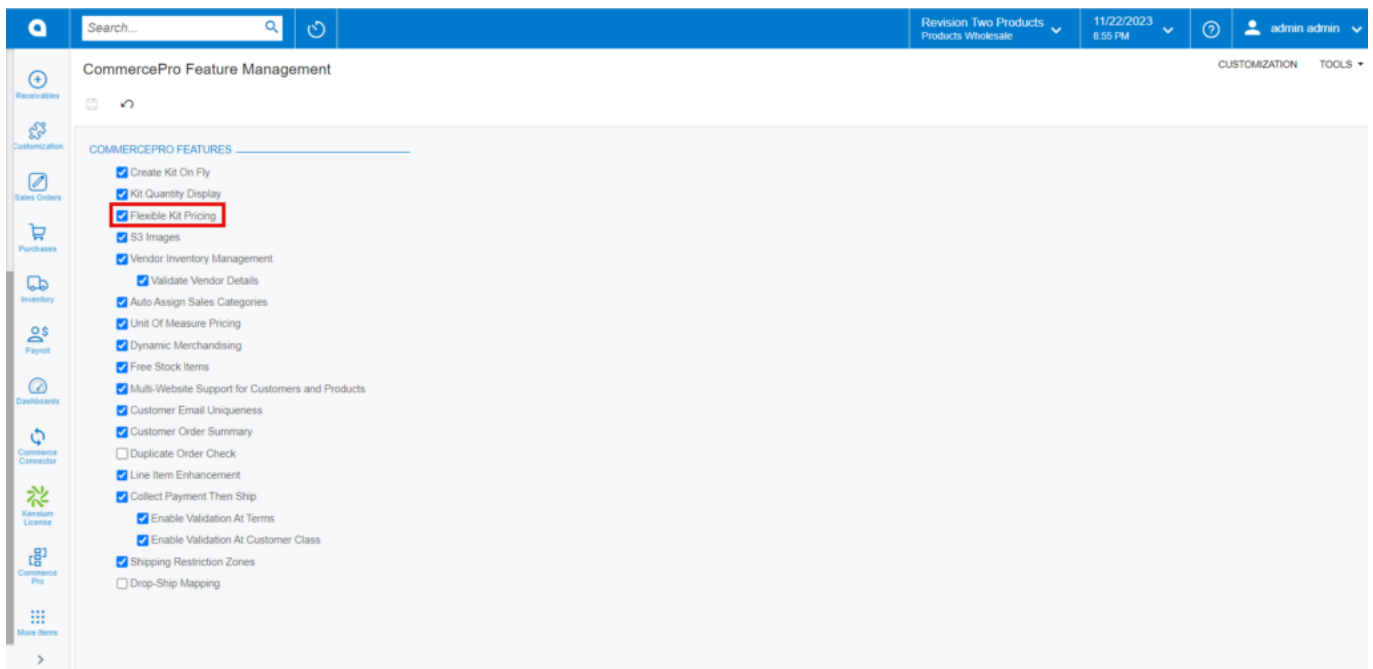 Search...
Revision Two Products
Products Wholesale
11/22/2023
8:55 PM
admin admin
CommercePro Feature Management
CUSTOMIZATION
TOOLS
Receivables
Customization
Sales Orders
Purchases
Inventory
Payroll
Dashboards
Commerce
Connector
Kensium
License
Commerce
Pro
More Items
COMMERCEPRO FEATURES
Create Kit On Fly
Kit Quantity Display
Flexible Kit Pricing
S3 Images
Vendor Inventory Management
Validate Vendor Details
Auto Assign Sales Categories
Unit Of Measure Pricing
Dynamic Merchandising
Free Stock Items
Multi-Website Support for Customers and Products
Customer Email Uniqueness
Customer Order Summary
Duplicate Order Check
Line Item Enhancement
Collect Payment Then Ship
Enable Validation At Terms
Enable Validation At Customer Class
Shipping Restriction Zones
Drop-Ship Mapping